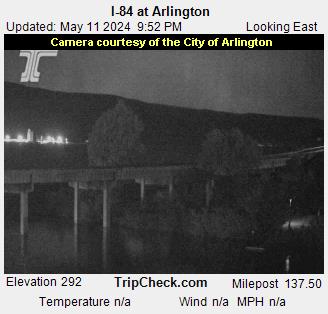 I-84 at Arlington
Updated: May 11 2024 9:52 PM Looking East
Camera courtesy of the City of Arlington
Elevation 292 TripCheck.com Milepost 137.50
Temperature n/a Wind n/a MPH n/a